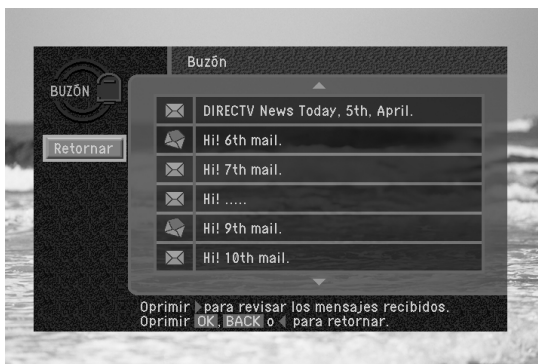 Buzón
BUZÓN
DIRECTV News Today, 5th, April.
Retornar
Hi! 6th mail.
Hi! 7th mail.
Hi! .....
Hi! 9th mail.
Hi! 10th mail.
Oprimir para revisar los mensajes recibidos.
Oprimir OK, BACK o para retornar.